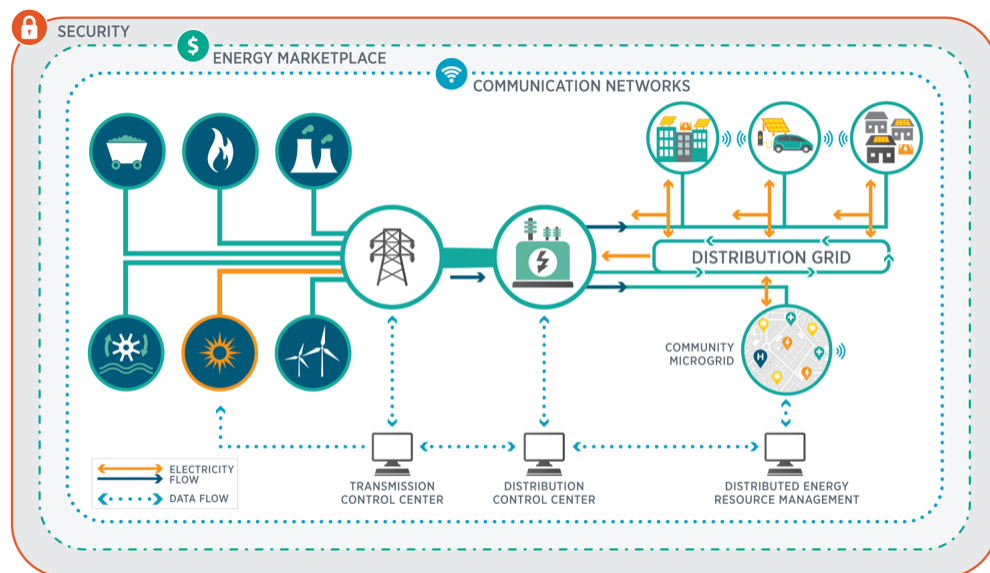 SECURITY
$
ENERGY MARKETPLACE
COMMUNICATION NETWORKS
DISTRIBUTION GRID
COMMUNITY
MICROGRID
H
ELECTRICITY
FLOW
DATA FLOW
TRANSMISSION
CONTROL CENTER
DISTRIBUTION
CONTROL CENTER
DISTRIBUTED ENERGY
RESOURCE MANAGEMENT